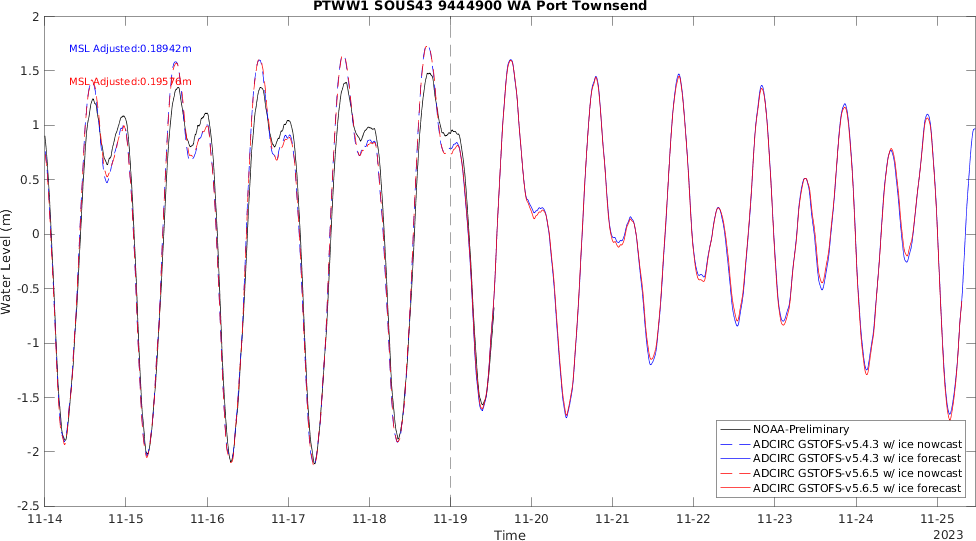 PTWW1 SOUS43 9444900 WA Port Townsend
MSL Adjusted:0.18942m
MSL Adjusted:0.19576m
Water Level (m)
2
1.5
1
0.5
0
-0.5
-1
-1.5
-2
-2.5
11-14
11-15
11-16
11-17
11-18
11-19
11-20
11-21
11-22
11-23
11-24
11-25
2023
Time
NOAA-Preliminary
ADCIRC GSTOFS-v5.4.3 w/ ice nowcast
ADCIRC GSTOFS-v5.4.3 w/ ice forecast
ADCIRC GSTOFS-v5.6.5 w/ ice nowcast
ADCIRC GSTOFS-v5.6.5 w/ ice forecast